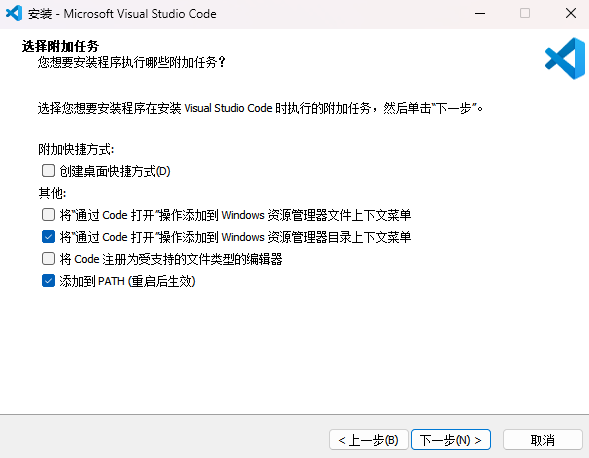 安装 - Microsoft Visual Studio Code
选择附加任务
您想要安装程序执行哪些附加任务？
选择您想要安装程序在安装 Visual Studio Code 时执行的附加任务，然后单击“下一步”。
附加快捷方式:
创建桌面快捷方式(D)
其他:
将“通过 Code 打开”操作添加到 Windows 资源管理器文件上下文菜单
将“通过 Code 打开”操作添加到 Windows 资源管理器目录上下文菜单
将 Code 注册为受支持的文件类型的编辑器
添加到 PATH (重启后生效)
< 上一步(B) 下一步(N) > 取消